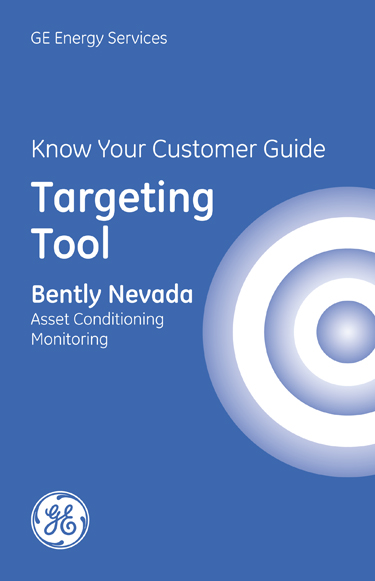 GE Energy Services
Know Your Customer Guide
Targeting
Tool
Bently Nevada
Asset Conditioning
Monitoring
GE